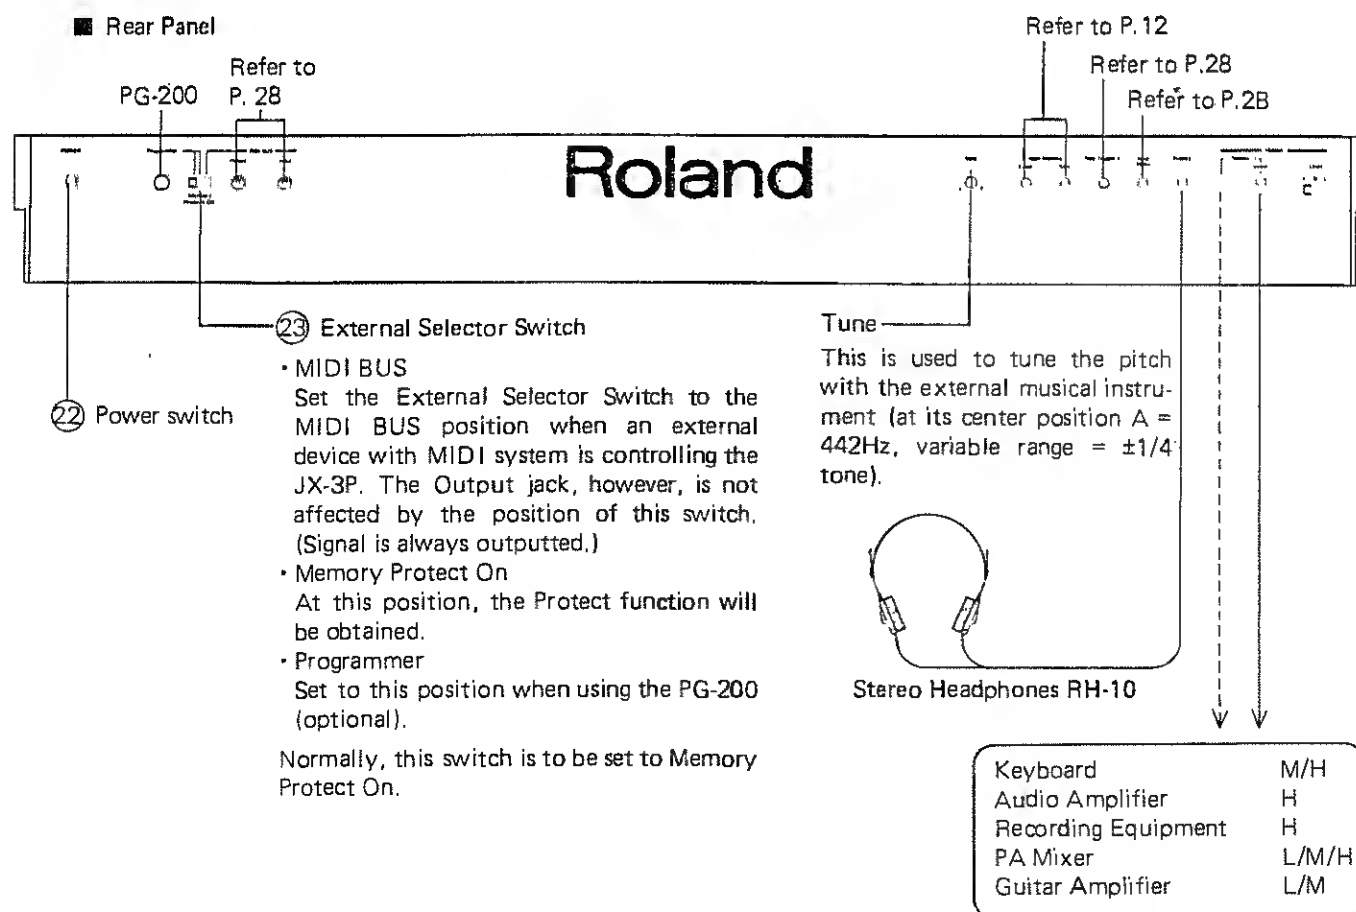 ■ Rear Panel
PG-200
Refer to
P. 28
Refer to P.12
Refer to P.28
Refer to P.2B
Roland
㉒ Power switch
㉓ External Selector Switch
・MIDI BUS
Set the External Selector Switch to the
MIDI BUS position when an external
device with MIDI system is controlling the
JX-3P. The Output jack, however, is not
affected by the position of this switch.
(Signal is always outputted.)
・Memory Protect On
At this position, the Protect function will
be obtained.
・Programmer
Set to this position when using the PG-200
(optional).
Normally, this switch is to be set to Memory
Protect On.
Tune
This is used to tune the pitch
with the external musical instru-
ment (at its center position A =
442Hz, variable range = ±1/4
tone).
Stereo Headphones RH-10
Keyboard M/H
Audio Amplifier H
Recording Equipment H
PA Mixer L/M/H
Guitar Amplifier L/M